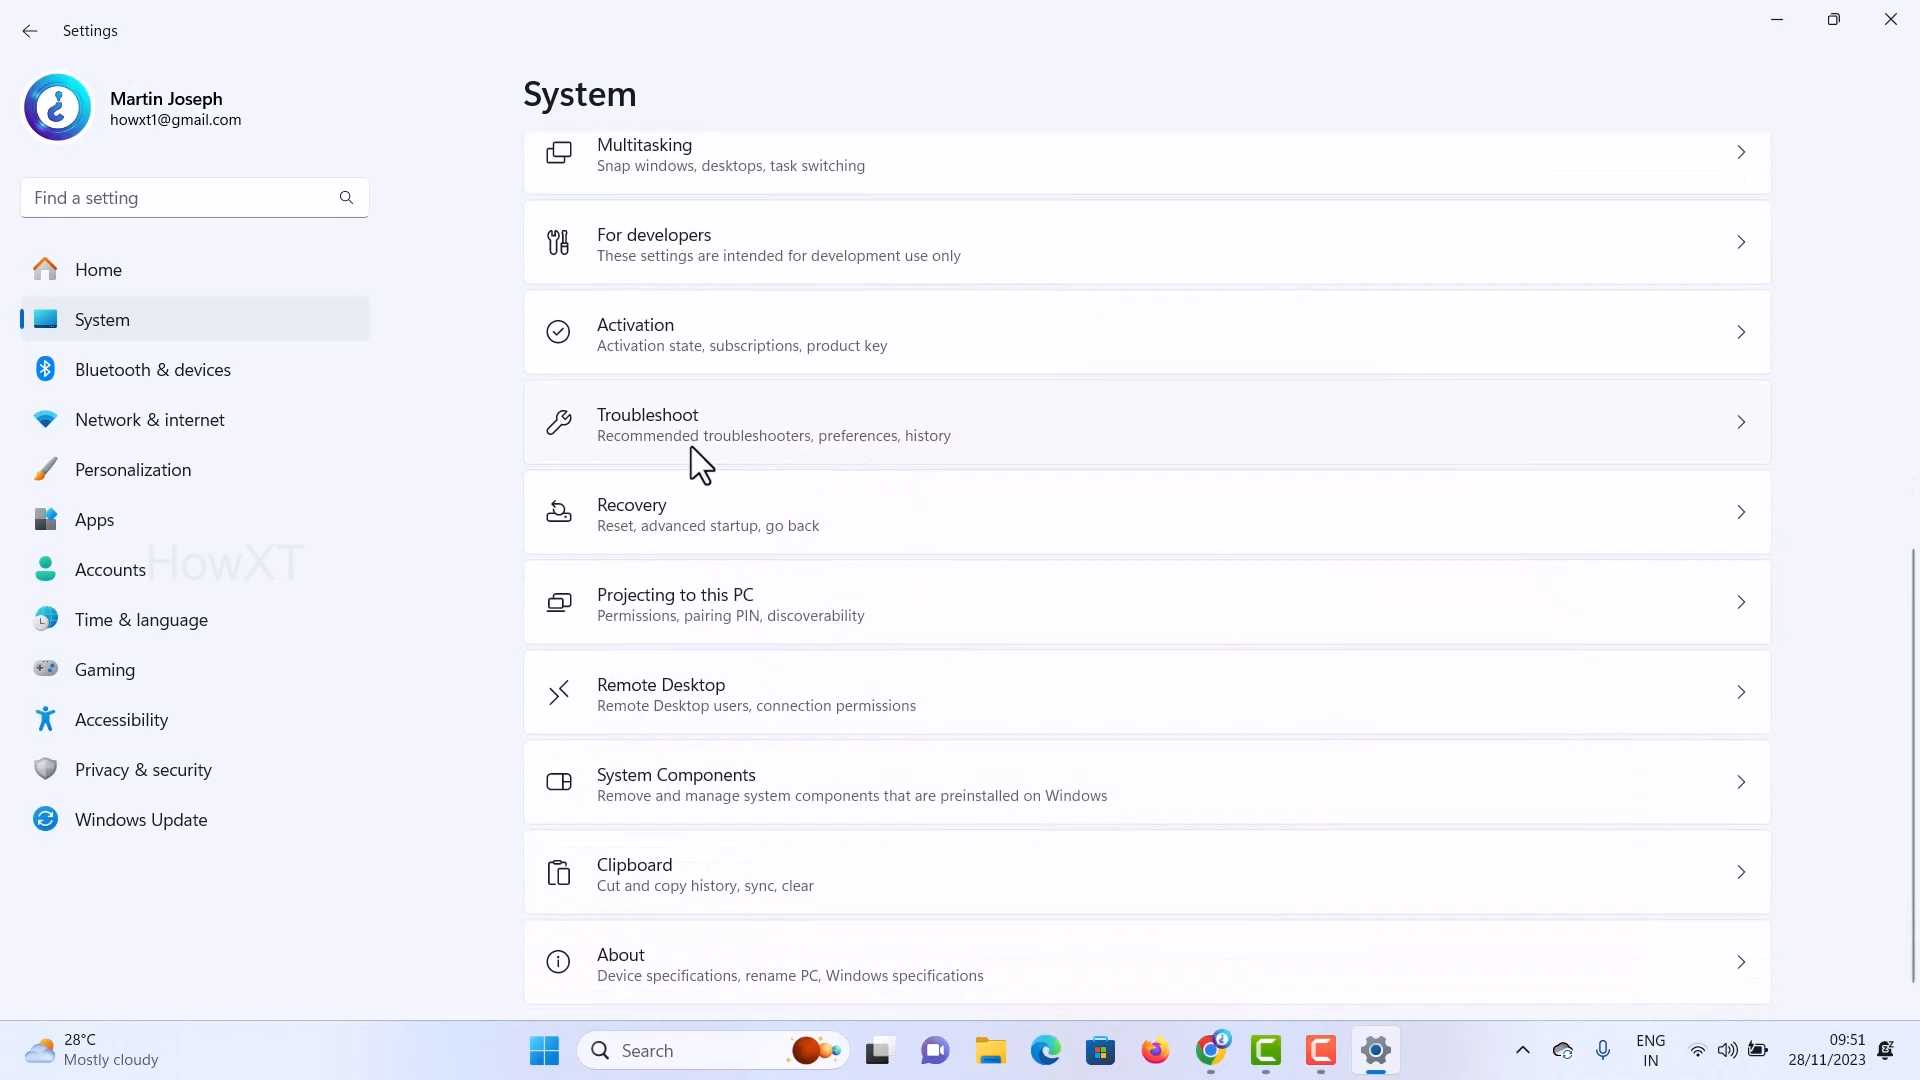 Settings
Martin Joseph
howxt1@gmail.com
Find a setting
Home
System
Bluetooth & devices
Network & internet
Personalization
Apps
Accounts
HowXT
Time & language
Gaming
Accessibility
Privacy & security
Windows Update
System
Multitasking
Snap windows, desktops, task switching
For developers
These settings are intended for development use only
Activation
Activation state, subscriptions, product key
Troubleshoot
Recommended troubleshooters, preferences, history
Recovery
Reset, advanced startup, go back
Projecting to this PC
Permissions, pairing PIN, discoverability
Remote Desktop
Remote Desktop users, connection permissions
System Components
Remove and manage system components that are preinstalled on Windows
Clipboard
Cut and copy history, sync, clear
About
Device specifications, rename PC, Windows specifications
28°C
Mostly cloudy
Search
ENG
IN
09:51
28/11/2023